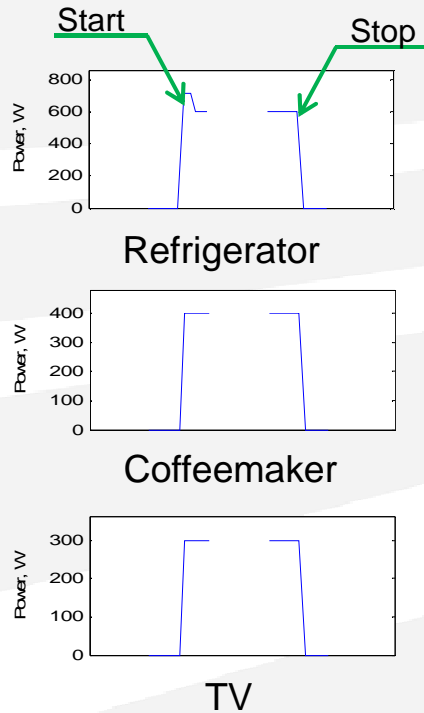 Start
Stop
800
600
400
200
0
Power, W
Refrigerator
400
300
200
100
0
Power, W
Coffeemaker
300
200
100
0
Power, W
TV